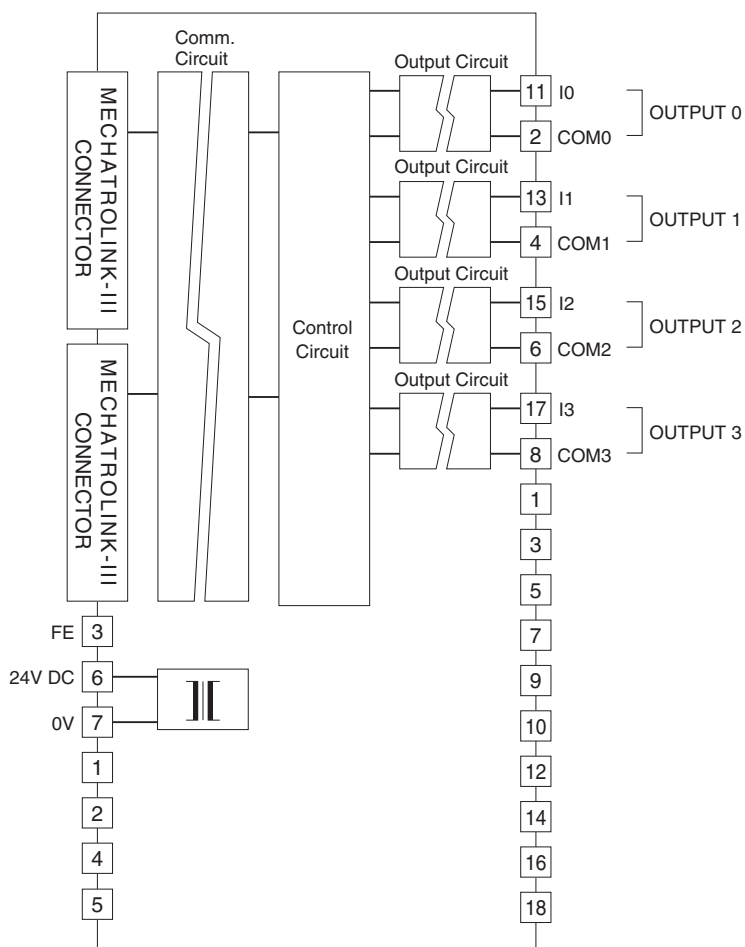 Comm.
Circuit
MECHATROLINK-III
CONNECTOR
MECHATROLINK-III
CONNECTOR
Control
Circuit
Output Circuit
11 I0
2 COM0
OUTPUT 0
Output Circuit
13 I1
4 COM1
OUTPUT 1
Output Circuit
15 I2
6 COM2
OUTPUT 2
Output Circuit
17 I3
8 COM3
OUTPUT 3
1
3
5
7
9
10
12
14
16
18
FE 3
24V DC 6
0V 7
1
2
4
5